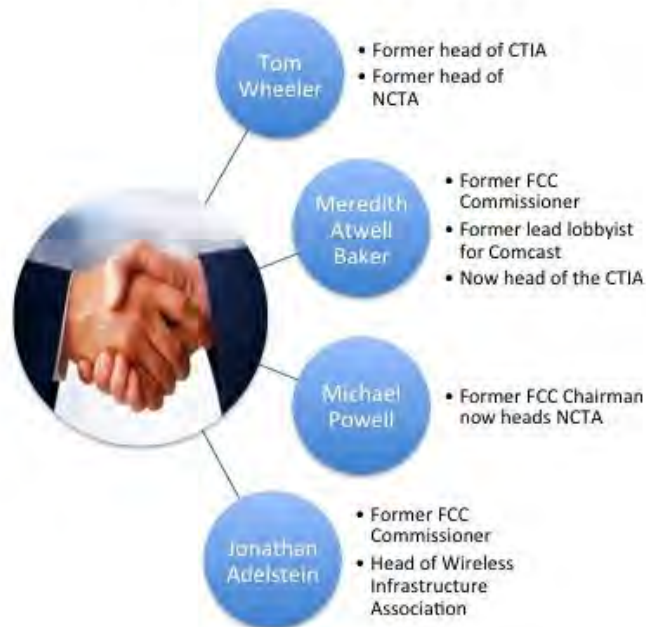 Tom
Wheeler
• Former head of CTIA
• Former head of
NCTA
Meredith
Atwell
Baker
• Former FCC
Commissioner
• Former lead lobbyist
for Comcast
• Now head of the CTIA
Michael
Powell
• Former FCC Chairman
now heads NCTA
Jonathan
Adelstein
• Former FCC
Commissioner
• Head of Wireless
Infrastructure
Association